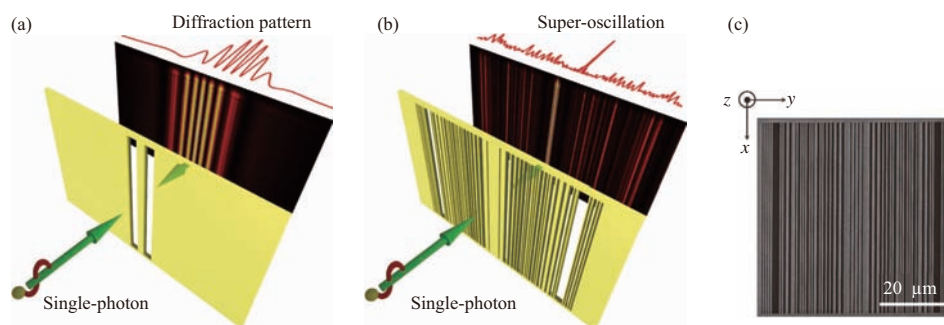 (a)
Diffraction pattern
Single-photon
(b)
Super-oscillation
Single-photon
(c)
z
y
x
20 μm